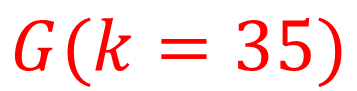 G(k = 35)